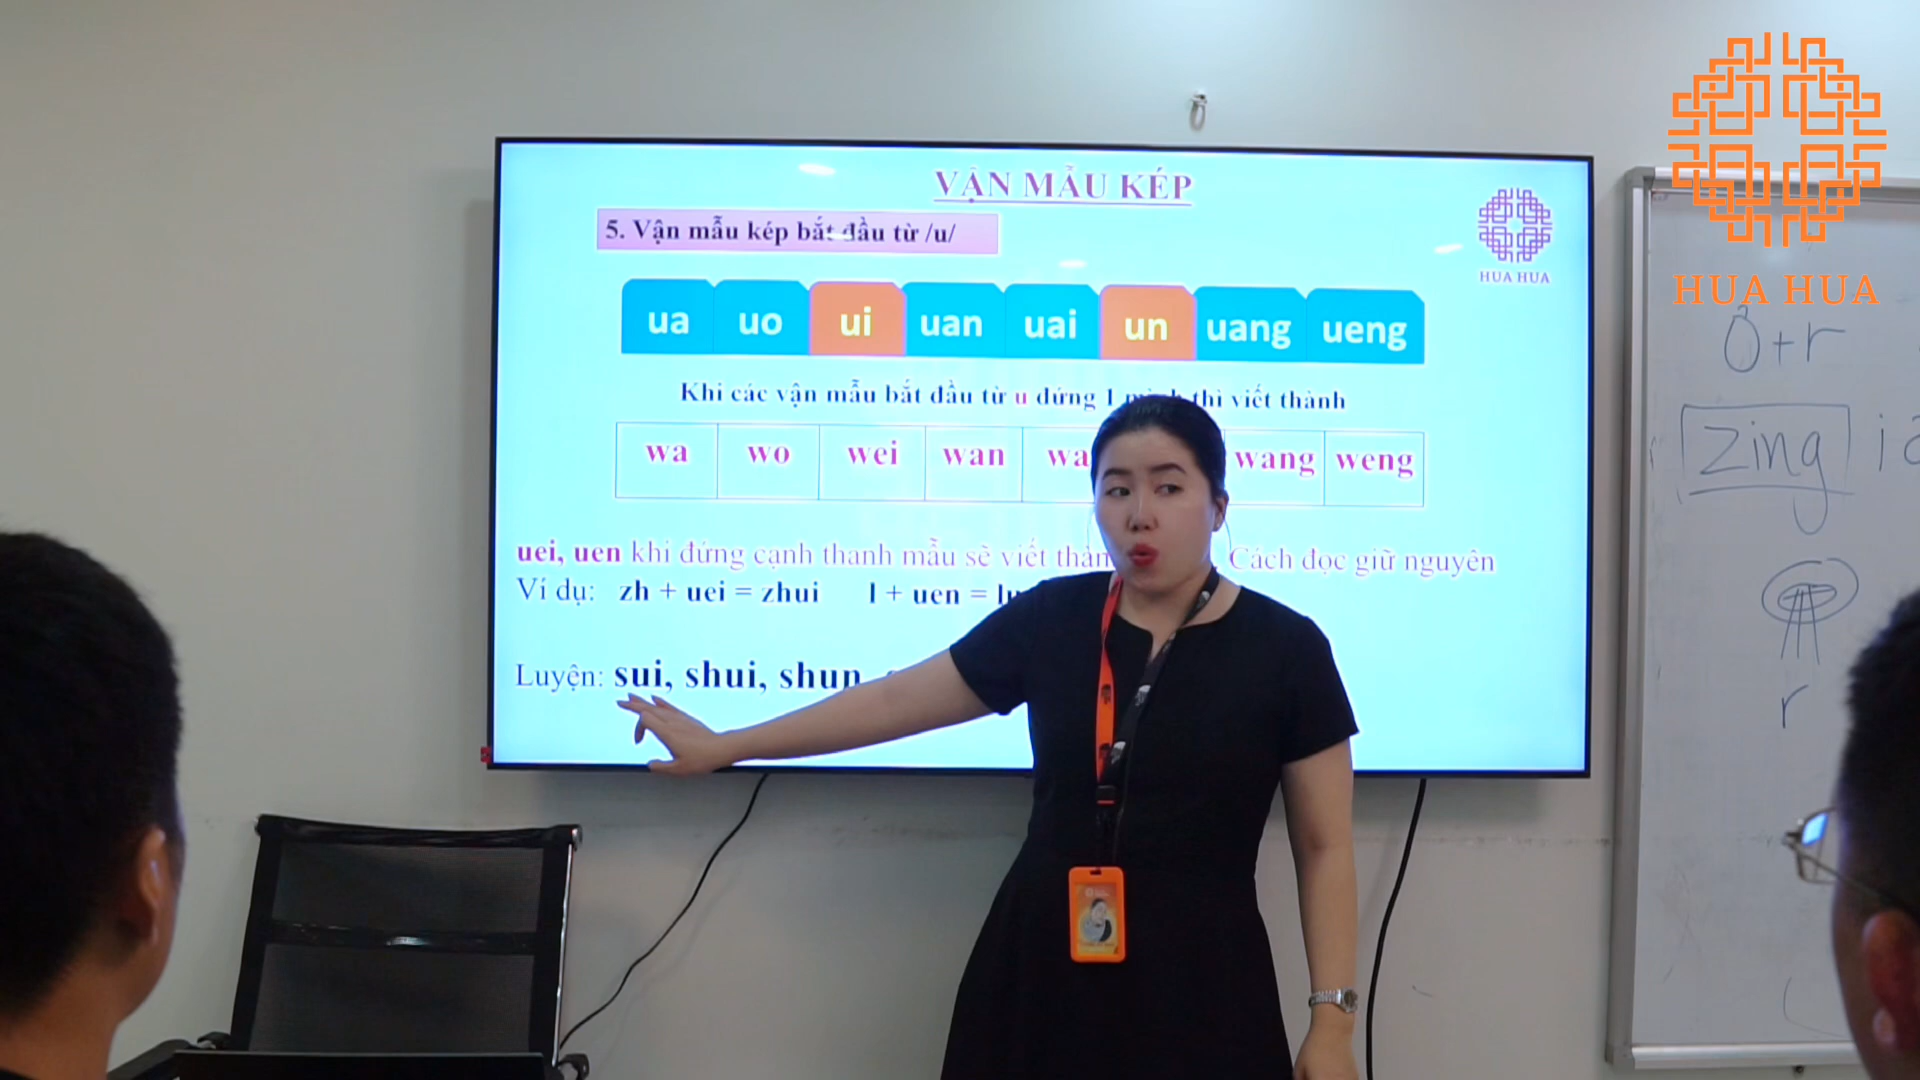 VẬN MẪU KÉP
5. Vận mẫu kép bắt đầu từ /u/
HUA HUA
HUA HUA
ua uo ui uan uai un uang ueng
Khi các vận mẫu bắt đầu từ u đứng 1 thì viết thành
wa wo wei wan wa wang weng
uei, uen khi đứng cạnh thanh mẫu sẽ viết Cách đọc giữ nguyên
Ví dụ: zh + uei = zhui l + uen =
Luyện: sui, shui, shun,
Ô+r
zing i
r